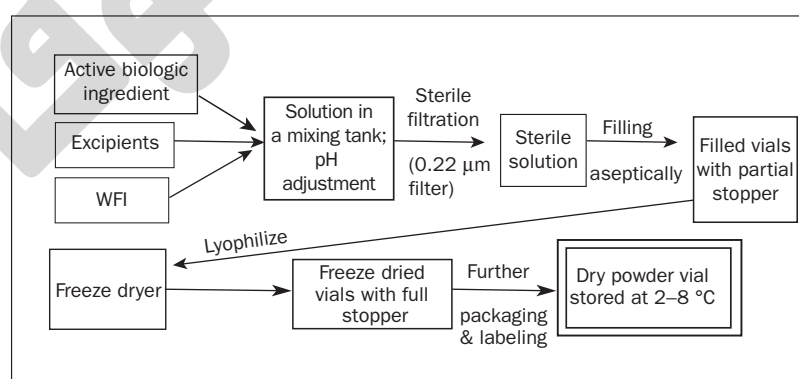 Active biologic
ingredient
Excipients
WFI
Solution in
a mixing tank;
pH
adjustment
Sterile
filtration
(0.22 μm
filter)
Sterile
solution
Filling
aseptically
Filled vials
with partial
stopper
Lyophilize
Freeze dryer
Freeze dried
vials with full
stopper
Further
packaging
& labeling
Dry powder vial
stored at 2–8 °C